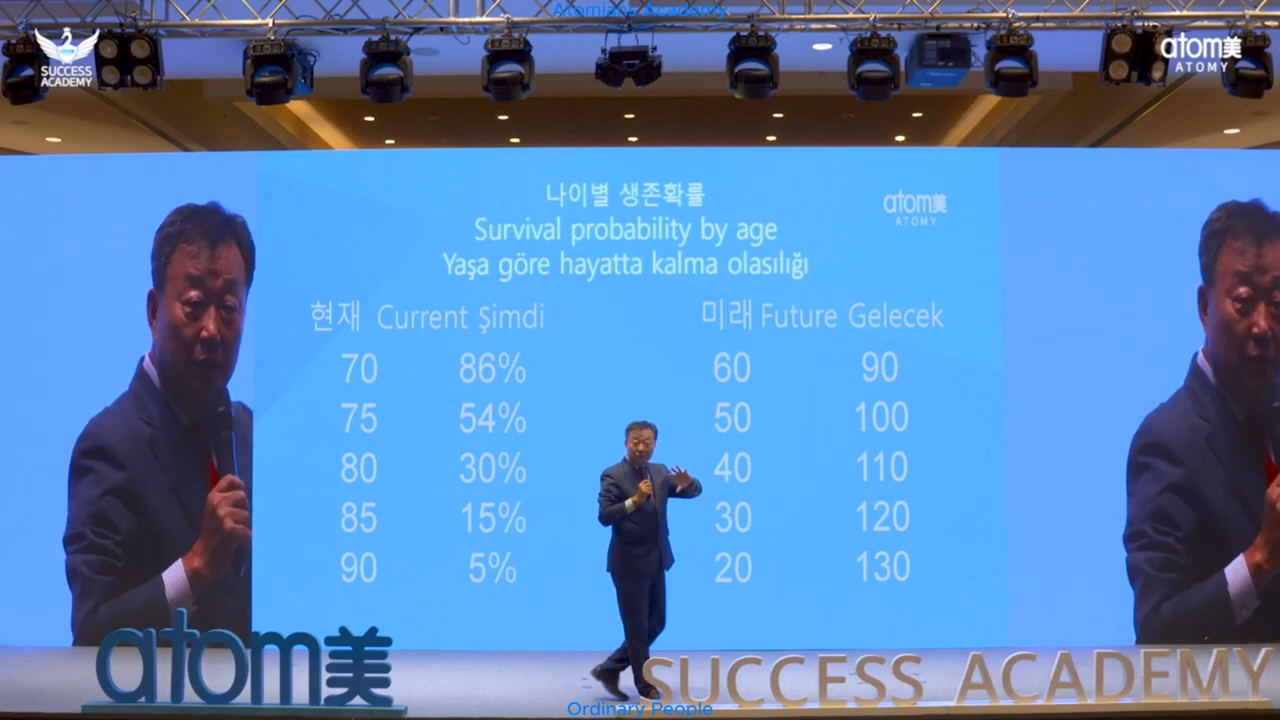 Atomians Academy
SUCCESS
ACADEMY
atom美
ATOMY
나이별 생존확률
Survival probability by age
Yaşa göre hayatta kalma olasılığı
atom美
ATOMY
현재 Current Şimdi
미래 Future Gelecek
70 86% 60 90
75 54% 50 100
80 30% 40 110
85 15% 30 120
90 5% 20 130
atom美
SUCCESS ACADEMY
Ordinary People